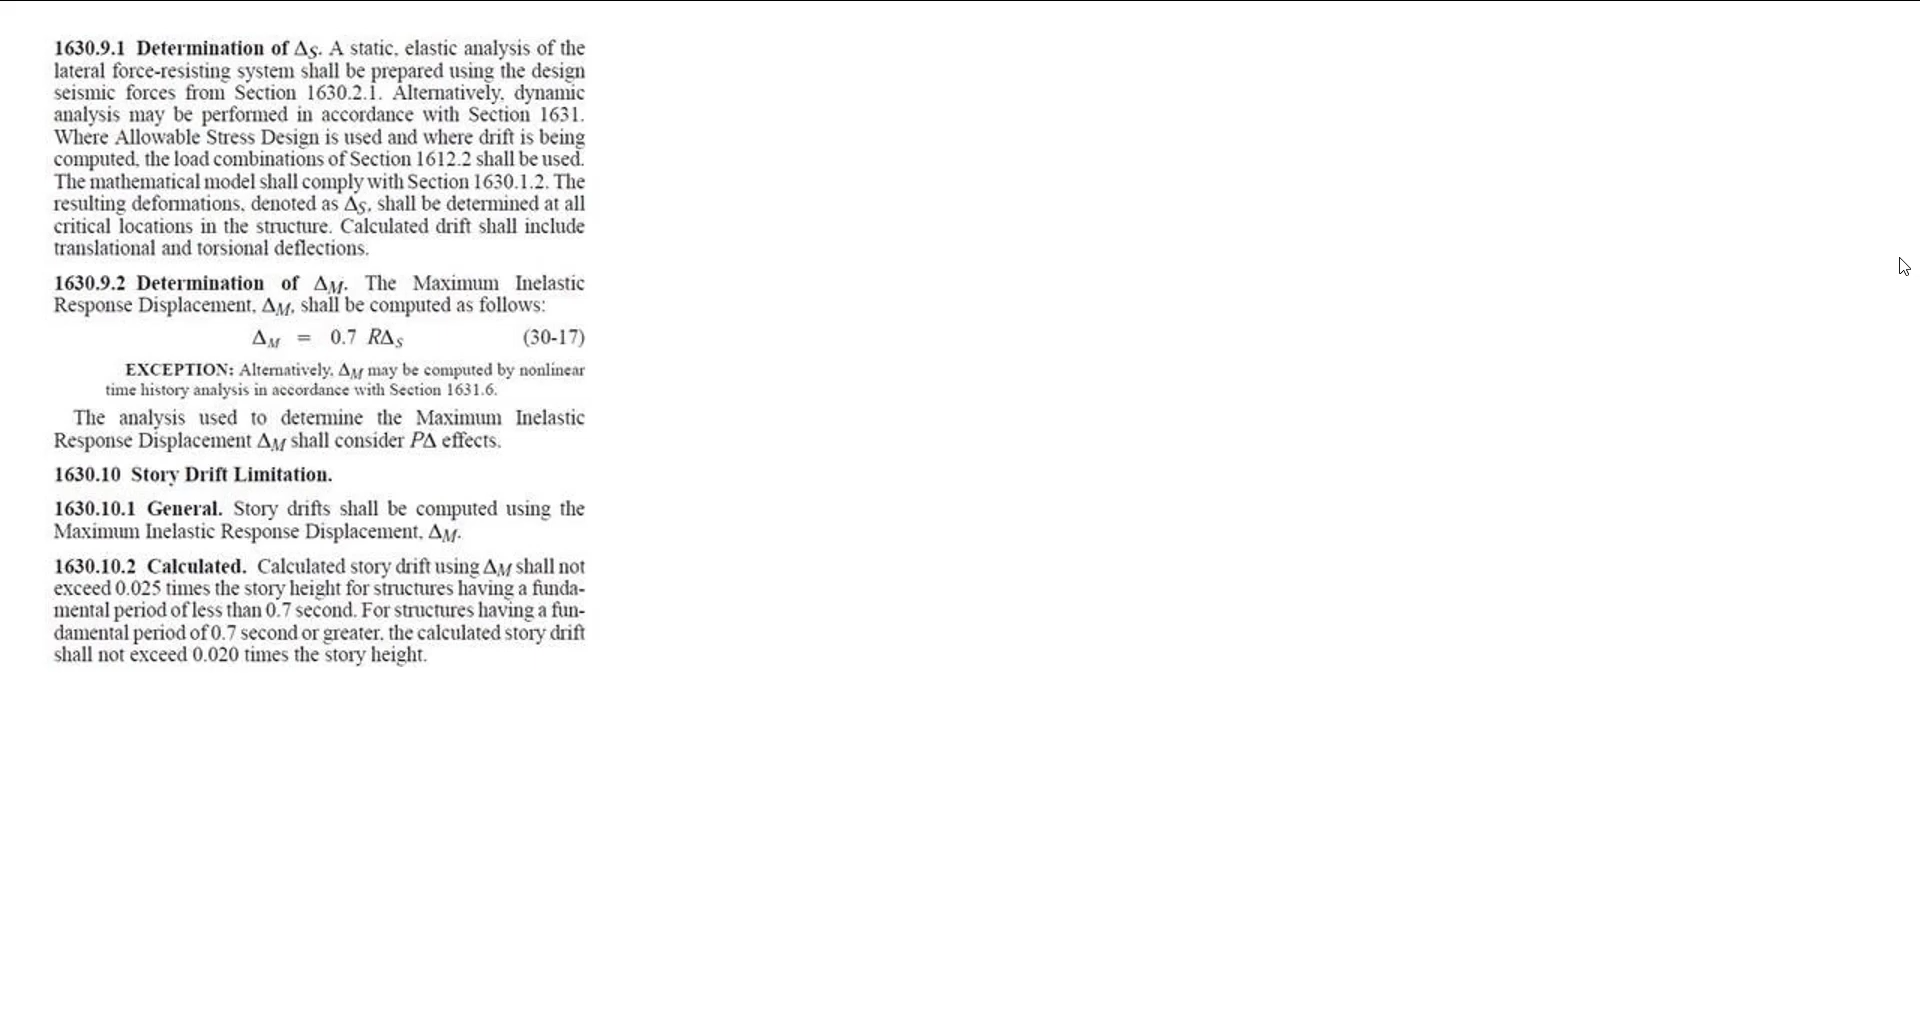 1630.9.1 Determination of ΔS. A static, elastic analysis of the
lateral force-resisting system shall be prepared using the design
seismic forces from Section 1630.2.1. Alternatively, dynamic
analysis may be performed in accordance with Section 1631.
Where Allowable Stress Design is used and where drift is being
computed, the load combinations of Section 1612.2 shall be used.
The mathematical model shall comply with Section 1630.1.2. The
resulting deformations, denoted as ΔS, shall be determined at all
critical locations in the structure. Calculated drift shall include
translational and torsional deflections.
1630.9.2 Determination of ΔM. The Maximum Inelastic
Response Displacement, ΔM, shall be computed as follows:
ΔM = 0.7 RΔS (30-17)
EXCEPTION: Alternatively, ΔM may be computed by nonlinear
time history analysis in accordance with Section 1631.6.
The analysis used to determine the Maximum Inelastic
Response Displacement ΔM shall consider PΔ effects.
1630.10 Story Drift Limitation.
1630.10.1 General. Story drifts shall be computed using the
Maximum Inelastic Response Displacement, ΔM.
1630.10.2 Calculated. Calculated story drift using ΔM shall not
exceed 0.025 times the story height for structures having a funda-
mental period of less than 0.7 second. For structures having a fun-
damental period of 0.7 second or greater, the calculated story drift
shall not exceed 0.020 times the story height.